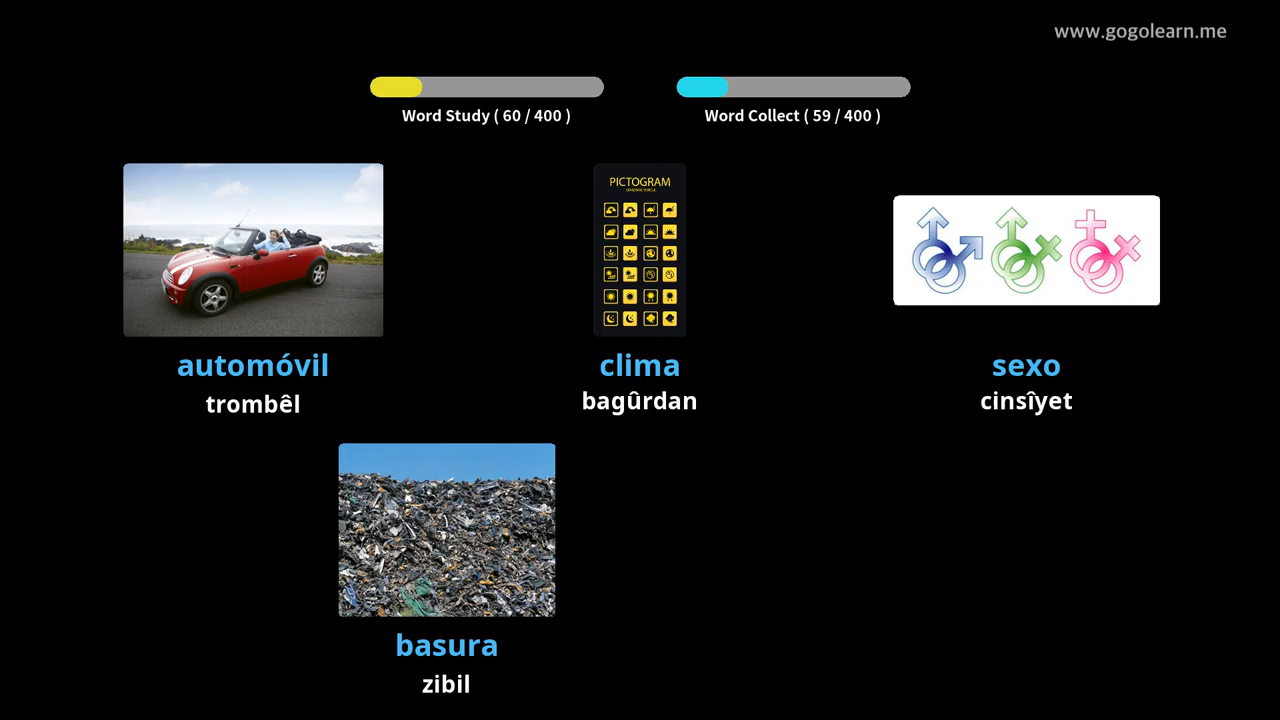 www.gogolearn.me
Word Study ( 60 / 400 )
Word Collect ( 59 / 400 )
PICTOGRAM
automóvil
trombêl
clima
bagûrdan
sexo
cinsîyet
basura
zibil